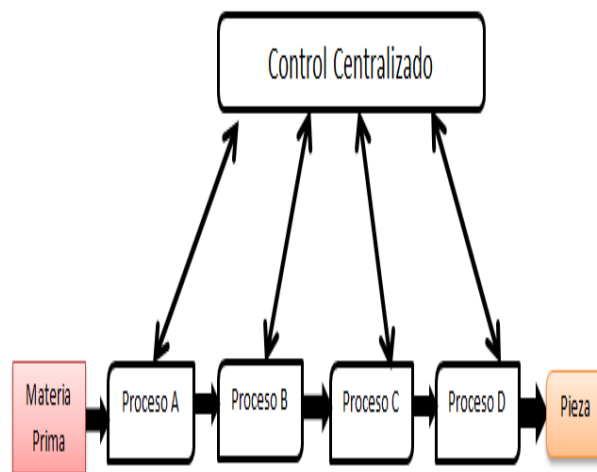 Control Centralizado
Materia
Prima
Proceso A
Proceso B
Proceso C
Proceso D
Pieza